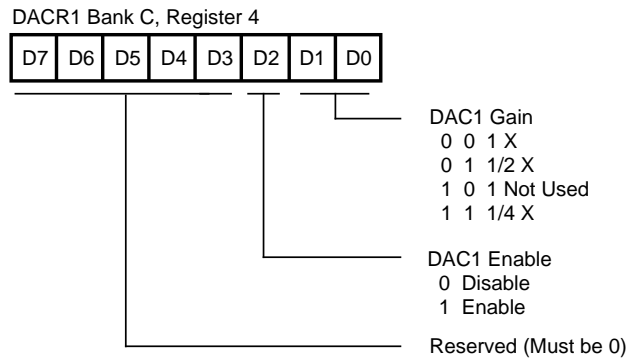 DACR1 Bank C, Register 4
D7 D6 D5 D4 D3 D2 D1 D0
DAC1 Gain
0 0 1 X
0 1 1/2 X
1 0 1 Not Used
1 1 1/4 X
DAC1 Enable
0 Disable
1 Enable
Reserved (Must be 0)